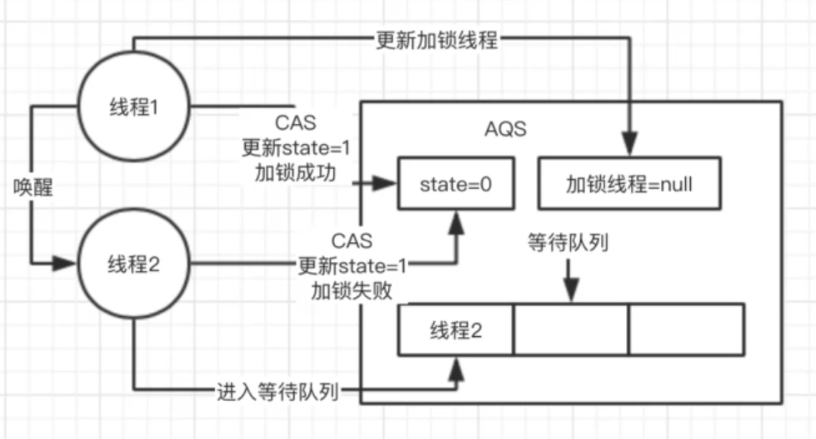 更新加锁线程
线程1
CAS
更新state=1
加锁成功
AQS
state=0
加锁线程=null
唤醒
线程2
CAS
更新state=1
加锁失败
等待队列
线程2
进入等待队列